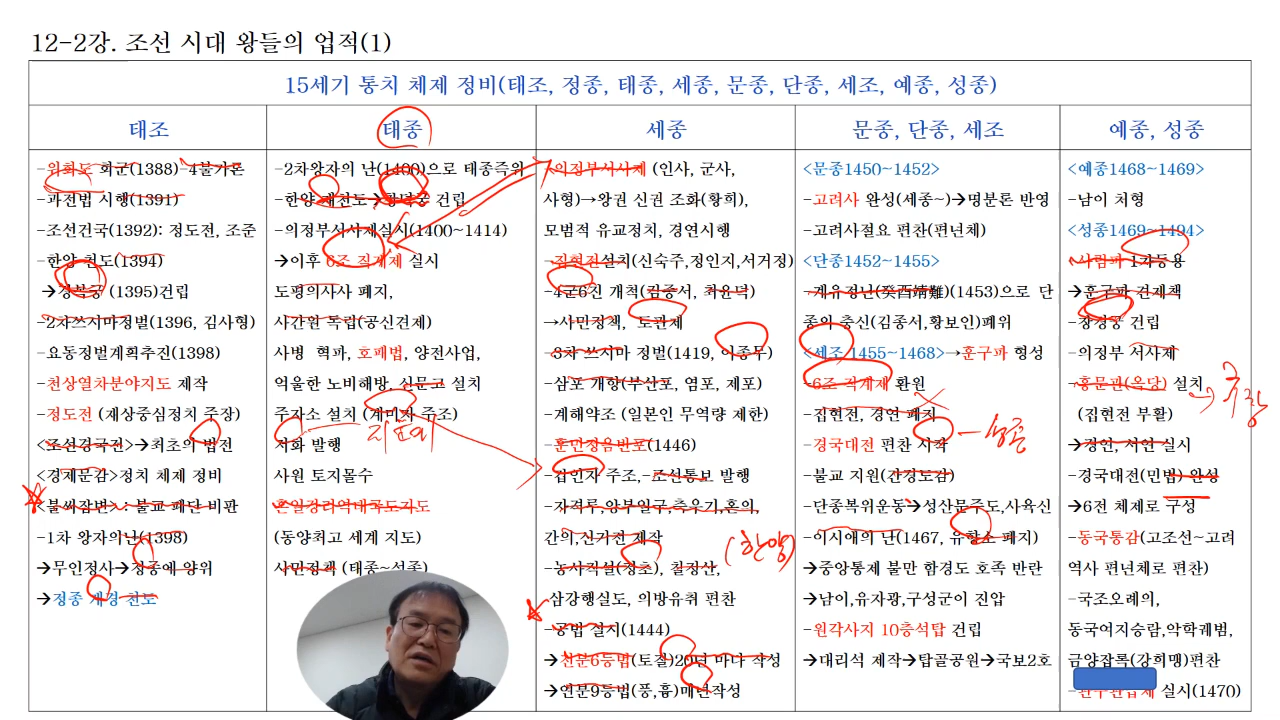 12-2강. 조선 시대 왕들의 업적(1)
15세기 통치 체제 정비(태조, 정종, 태종, 세종, 문종, 단종, 세조, 예종, 성종)
태조
-위화도 회군(1388)-4불가론
-과전법 시행(1391)
-조선건국(1392): 정도전, 조준
-한양 천도(1394)
→경복궁 (1395)건립
-2차쓰시마정벌(1396, 김사형)
-요동정벌계획추진(1398)
-천상열차분야지도 제작
-정도전 (재상중심정치 주장)
<조선경국전>→최초의 법전
<경제문감>정치 체제 정비
<불씨잡변> : 불교 폐단 비판
-1차 왕자의난(1398)
→무인정사→정종에 양위
→정종 개경 천도
태종
-2차왕자의 난(1400)으로 태종즉위
-한양 재천도→창덕궁 건립
-의정부서사제실시(1400~1414)
→이후 6조 직계제 실시
도평의사사 폐지,
사간원 독립(공신견제)
사병 혁파, 호패법, 양전사업,
억울한 노비해방, 신문고 설치
주자소 설치 (계미자 주조)
저화 발행
사원 토지몰수
혼일강리역대국도지도
(동양최고 세계 지도)
사민정책 (태종~성종)
세종
-의정부서사제 (인사, 군사,
사형)→왕권 신권 조화(황희),
모범적 유교정치, 경연시행
-집현전설치(신숙주,정인지,서거정)
-4군6진 개척(김종서, 최윤덕)
→사민정책, 토관제
-3차 쓰시마 정벌(1419, 이종무)
-삼포 개항(부산포, 염포, 제포)
-계해약조 (일본인 무역량 제한)
-훈민정음반포(1446)
-갑인자 주조, -조선통보 발행
-자격루,앙부일구,측우기,혼의,
간의,신기전 제작
(한양)
-농사직설(정초), 칠정산,
삼강행실도, 의방유취 편찬
-공법 설시(1444)
→전분6등법(토질)20년 마다 작성
→연분9등법(풍,흉)매년작성
문종, 단종, 세조
<문종1450~1452>
-고려사 완성(세종~)→명분론 반영
-고려사절요 편찬(편년체)
<단종1452~1455>
-계유정난(癸酉靖難)(1453)으로 단
종의 충신(김종서,황보인)폐위
<세조 1455~1468>→훈구파 형성
-6조 직계제 환원
-집현전, 경연 폐지
-경국대전 편찬 시작
성종
-불교 지원(간경도감)
-단종복위운동→성산문주도,사육신
-이시애의 난(1467, 유향소 폐지)
→중앙통제 불만 함경도 호족 반란
→남이,유자광,구성군이 진압
-원각사지 10층석탑 건립
→대리석 제작→탑골공원→국보2호
예종, 성종
<예종1468~1469>
-남이 처형
<성종1469~1494>
-사림파 1차등용
→훈구파 견제책
-창경궁 건립
-의정부 서사제
-홍문관(옥당) 설치
(집현전 부활)
→경연, 서연 실시
-경국대전(민법) 완성
→6전 체제로 구성
-동국통감(고조선~고려
역사 편년체로 편찬)
-국조오례의,
동국여지승람,악학궤범,
금양잡록(강희맹)편찬
실시(1470)